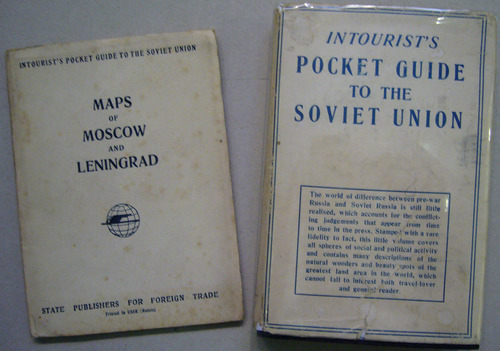 INTOURIST'S POCKET GUIDE TO THE SOVIET UNION
MAPS
OF
MOSCOW
AND
LENINGRAD
STATE PUBLISHERS FOR FOREIGN TRADE
Printed in USSR (Russia)
INTOURIST'S
POCKET GUIDE
TO THE
SOVIET UNION
The world of difference between pre-war
Russia and Soviet Russia is still little
realised, which accounts for the conflict-
ing judgements that appear from time
to time in the press. Stamped with a rare
fidelity to fact, this little volume covers
all spheres of social and political activity
and contains many descriptions of the
natural wonders and beauty spots of the
greatest land area in the world, which
cannot fail to interest both travel-lover
and general reader.